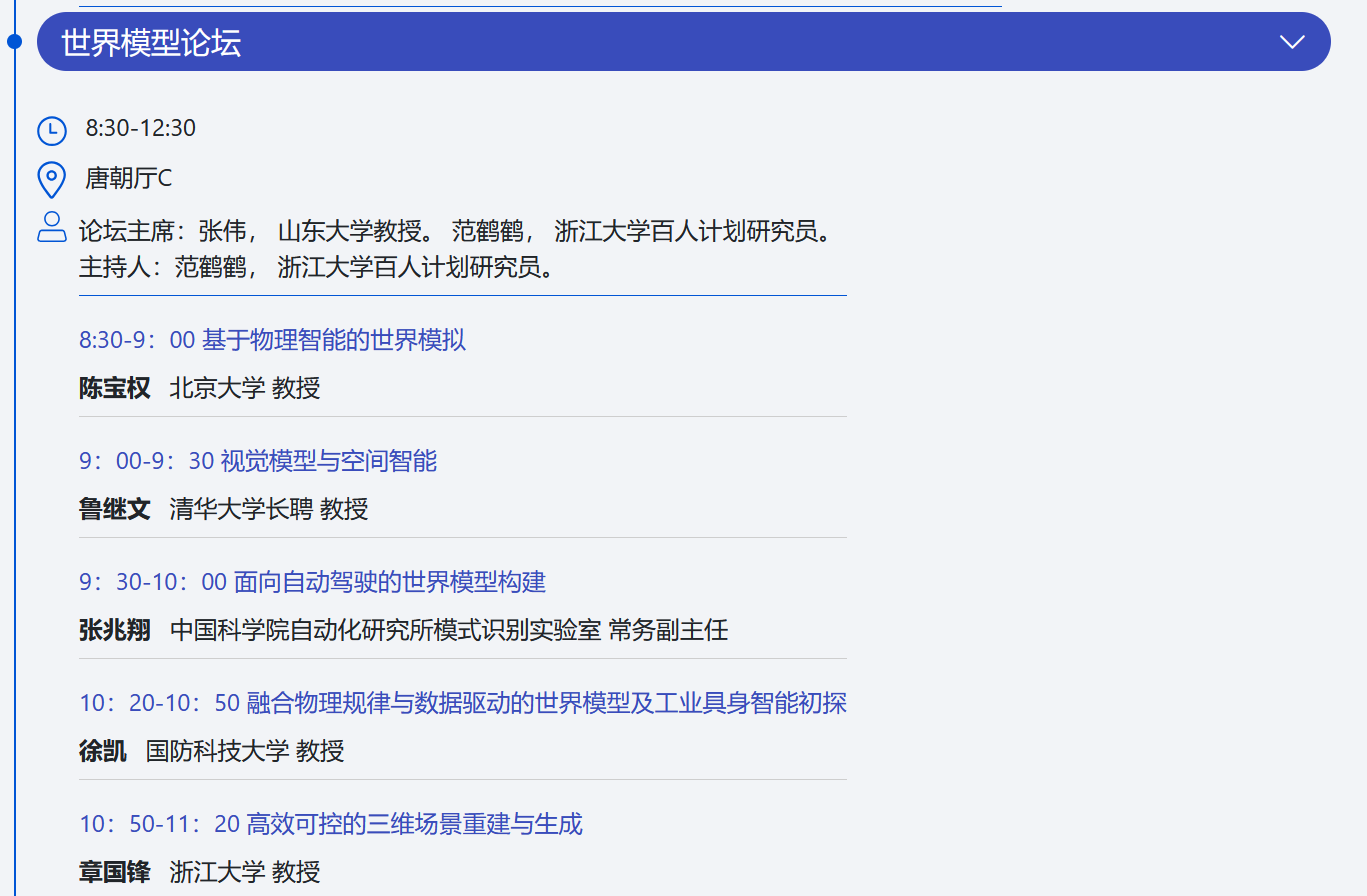 世界模型论坛
8:30-12:30
唐朝厅C
论坛主席：张伟， 山东大学教授。 范鹤鹤， 浙江大学百人计划研究员。
主持人：范鹤鹤， 浙江大学百人计划研究员。
8:30-9：00 基于物理智能的世界模拟
陈宝权 北京大学 教授
9：00-9：30 视觉模型与空间智能
鲁继文 清华大学长聘 教授
9：30-10：00 面向自动驾驶的世界模型构建
张兆翔 中国科学院自动化研究所模式识别实验室 常务副主任
10：20-10：50 融合物理规律与数据驱动的世界模型及工业具身智能初探
徐凯 国防科技大学 教授
10：50-11：20 高效可控的三维场景重建与生成
章国锋 浙江大学 教授